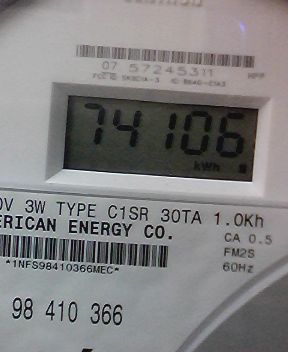 07 57245311
74106
kWh
0V 3W TYPE C1SR 30TA 1.0Kh
ERICAN ENERGY CO.
CA 0.5
FM2S
*1NFS98410366MEC*
60Hz
98 410 366